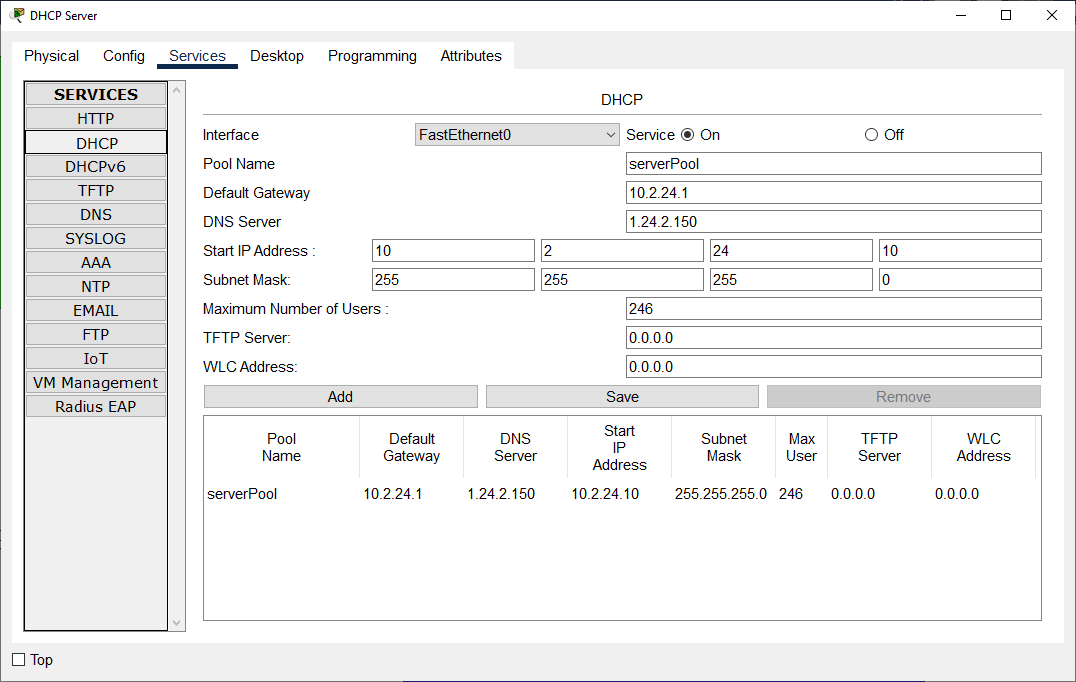 DHCP Server
Physical Config Services Desktop Programming Attributes
SERVICES
HTTP
DHCP
DHCPv6
TFTP
DNS
SYSLOG
AAA
NTP
EMAIL
FTP
IoT
VM Management
Radius EAP
DHCP
Interface FastEthernet0 Service On Off
Pool Name serverPool
Default Gateway 10.2.24.1
DNS Server 1.24.2.150
Start IP Address : 10 2 24 10
Subnet Mask: 255 255 255 0
Maximum Number of Users : 246
TFTP Server: 0.0.0.0
WLC Address: 0.0.0.0
Add Save Remove
Pool Name Default Gateway DNS Server Start IP Address Subnet Mask Max User TFTP Server WLC Address
serverPool 10.2.24.1 1.24.2.150 10.2.24.10 255.255.255.0 246 0.0.0.0 0.0.0.0
Top